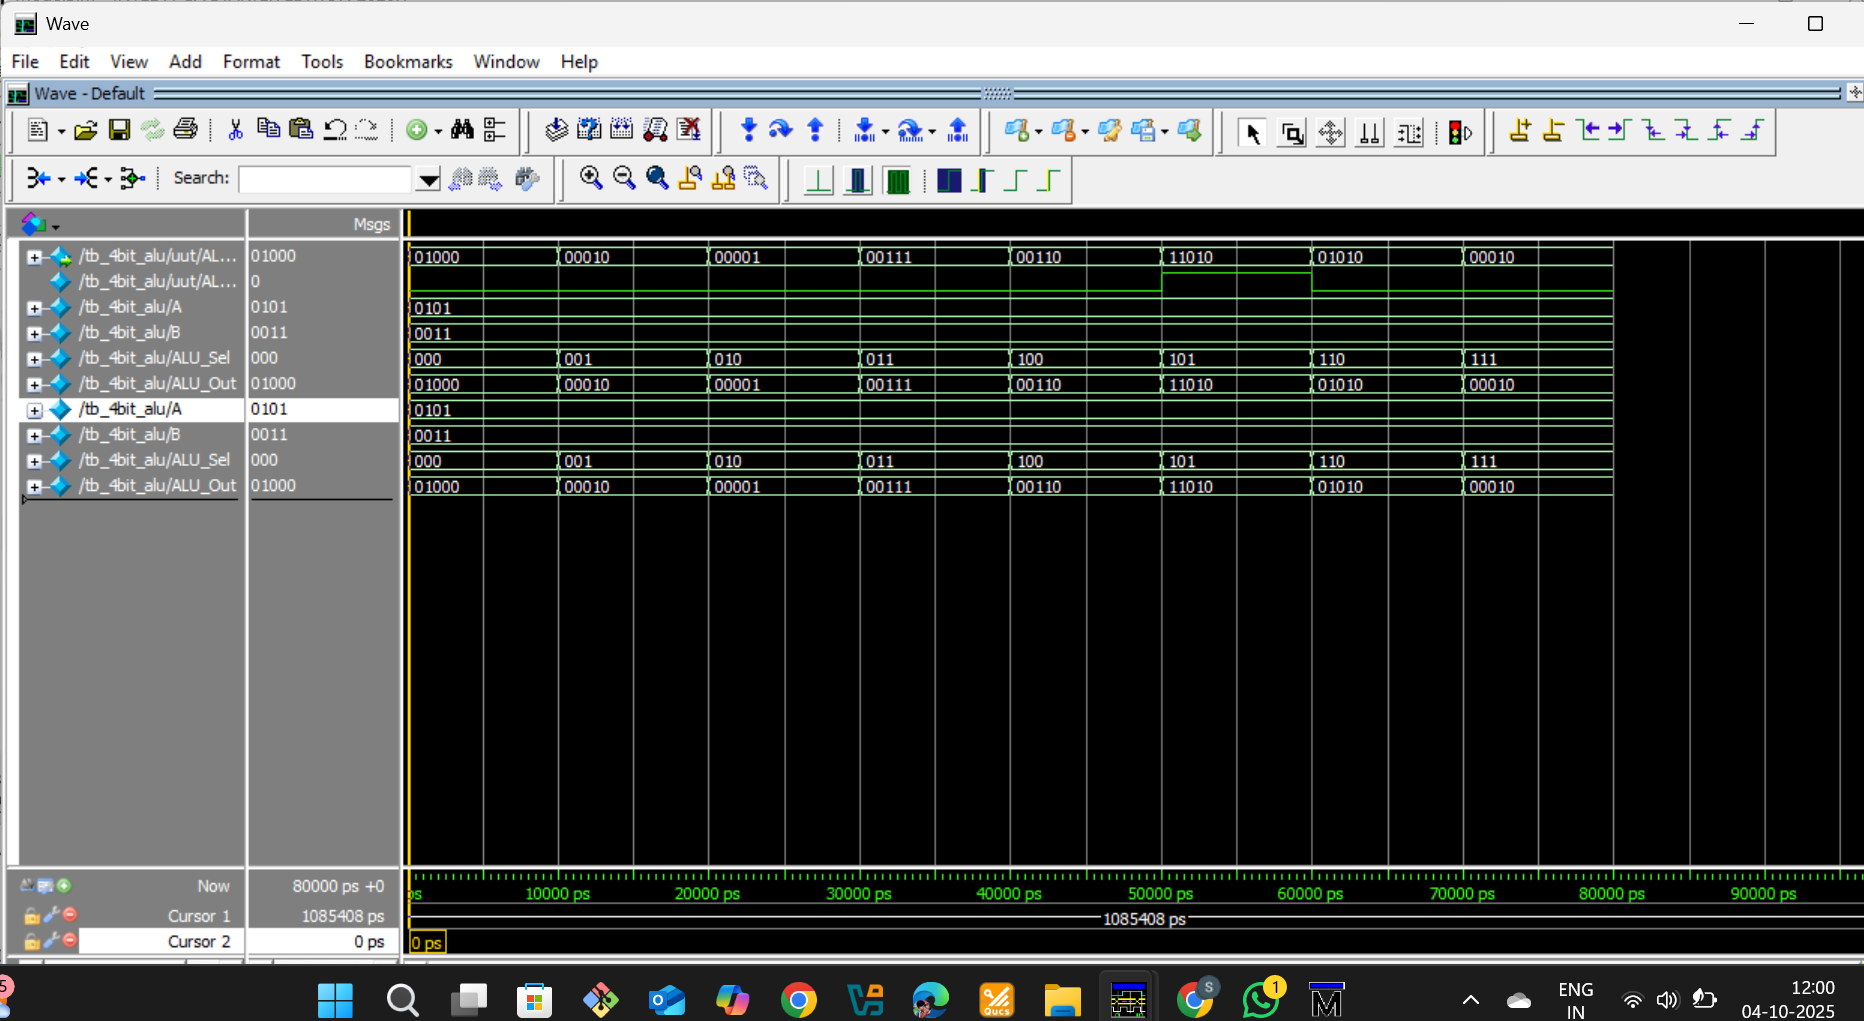 Wave
File Edit View Add Format Tools Bookmarks Window Help
Wave - Default
Search:
Msgs
/tb_4bit_alu/uut/AL... 01000 01000 00010 00001 00111 00110 11010 01010 00010
/tb_4bit_alu/uut/AL... 0
/tb_4bit_alu/A 0101 0101
/tb_4bit_alu/B 0011 0011
/tb_4bit_alu/ALU_Sel 000 000 001 010 011 100 101 110 111
/tb_4bit_alu/ALU_Out 01000 01000 00010 00001 00111 00110 11010 01010 00010
/tb_4bit_alu/A 0101 0101
/tb_4bit_alu/B 0011 0011
/tb_4bit_alu/ALU_Sel 000 000 001 010 011 100 101 110 111
/tb_4bit_alu/ALU_Out 01000 01000 00010 00001 00111 00110 11010 01010 00010
Now 80000 ps +0 10000 ps 20000 ps 30000 ps 40000 ps 50000 ps 60000 ps 70000 ps 80000 ps 90000 ps
Cursor 1 1085408 ps 1085408 ps
Cursor 2 0 ps 0 ps
5 Qucs S 1 M ENG 12:00
IN 04-10-2025